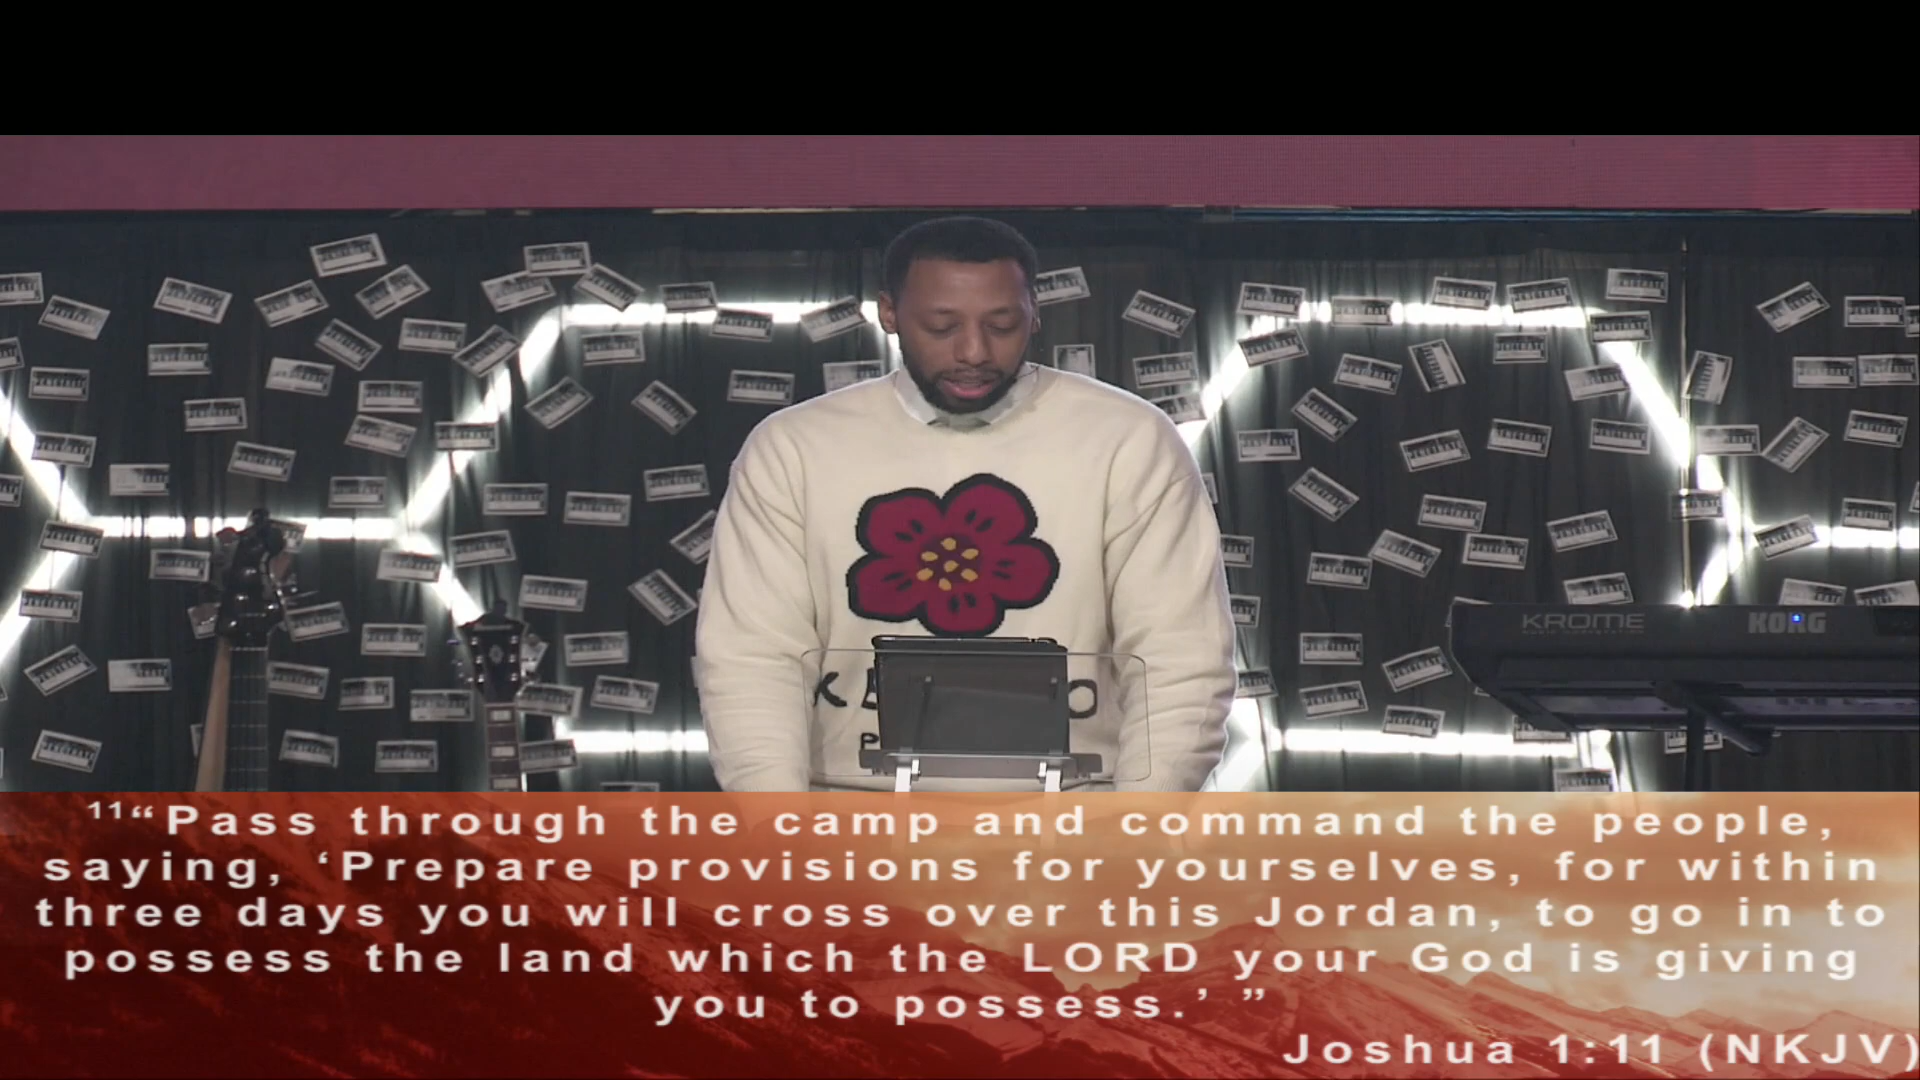 PENETRATE
KROME
KORG
¹¹“Pass through the camp and command the people,
saying, ‘Prepare provisions for yourselves, for within
three days you will cross over this Jordan, to go in to
possess the land which the LORD your God is giving
you to possess.’ ”
Joshua 1:11 (NKJV)